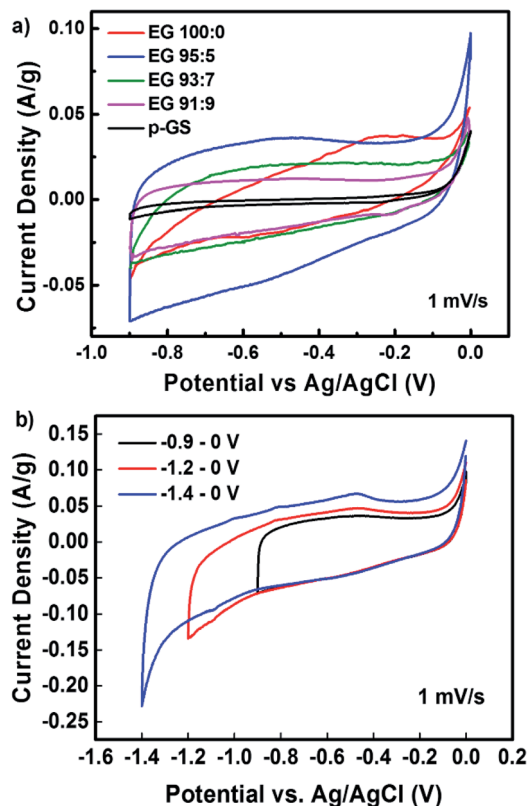 a)
0.10
0.05
0.00
-0.05
Current Density (A/g)
EG 100:0
EG 95:5
EG 93:7
EG 91:9
p-GS
1 mV/s
-1.0 -0.8 -0.6 -0.4 -0.2 0.0
Potential vs Ag/AgCl (V)
b)
0.15
0.10
0.05
0.00
-0.05
-0.10
-0.15
-0.20
-0.25
Current Density (A/g)
-0.9 - 0 V
-1.2 - 0 V
-1.4 - 0 V
1 mV/s
-1.6 -1.4 -1.2 -1.0 -0.8 -0.6 -0.4 -0.2 0.0 0.2
Potential vs. Ag/AgCl (V)